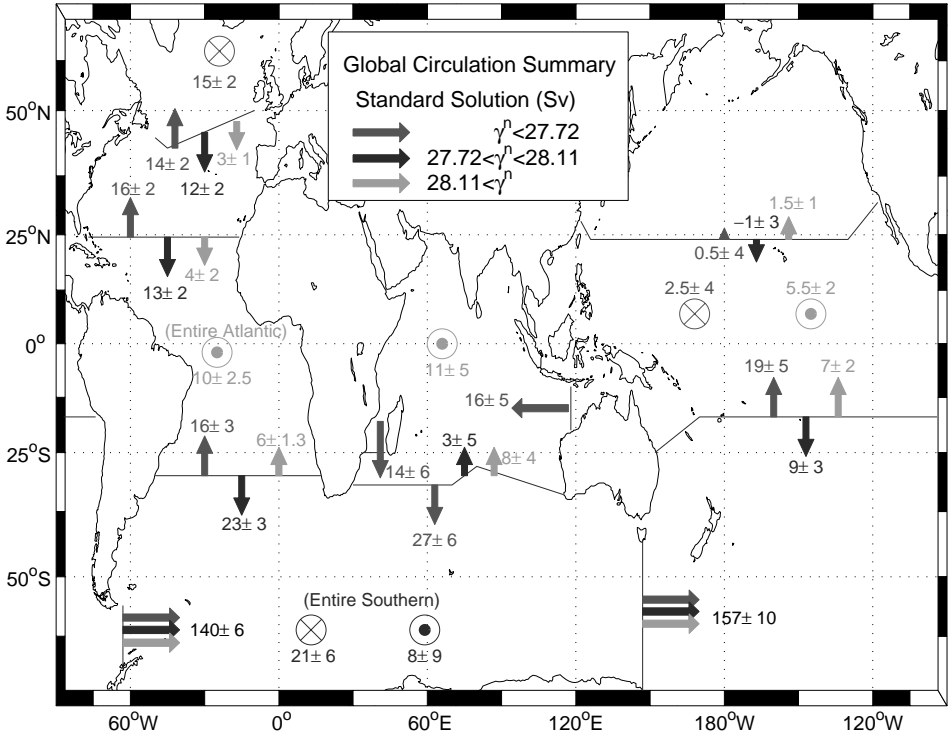 Global Circulation Summary
Standard Solution (Sv)
γⁿ<27.72
27.72<γⁿ<28.11
28.11<γⁿ
15± 2
50°N
14± 2
3± 1
16± 2
12± 2
1.5± 1
−1± 3
25°N
0.5± 4
4± 2
13± 2
2.5± 4
5.5± 2
(Entire Atlantic)
0°
10± 2.5
11± 5
19± 5
7± 2
16± 5
16± 3
6± 1.3
3± 5
25°S
8± 4
14± 6
9± 3
23± 3
27± 6
50°S
(Entire Southern)
140± 6
157± 10
21± 6
8± 9
60°W
0°
60°E
120°E
180°W
120°W